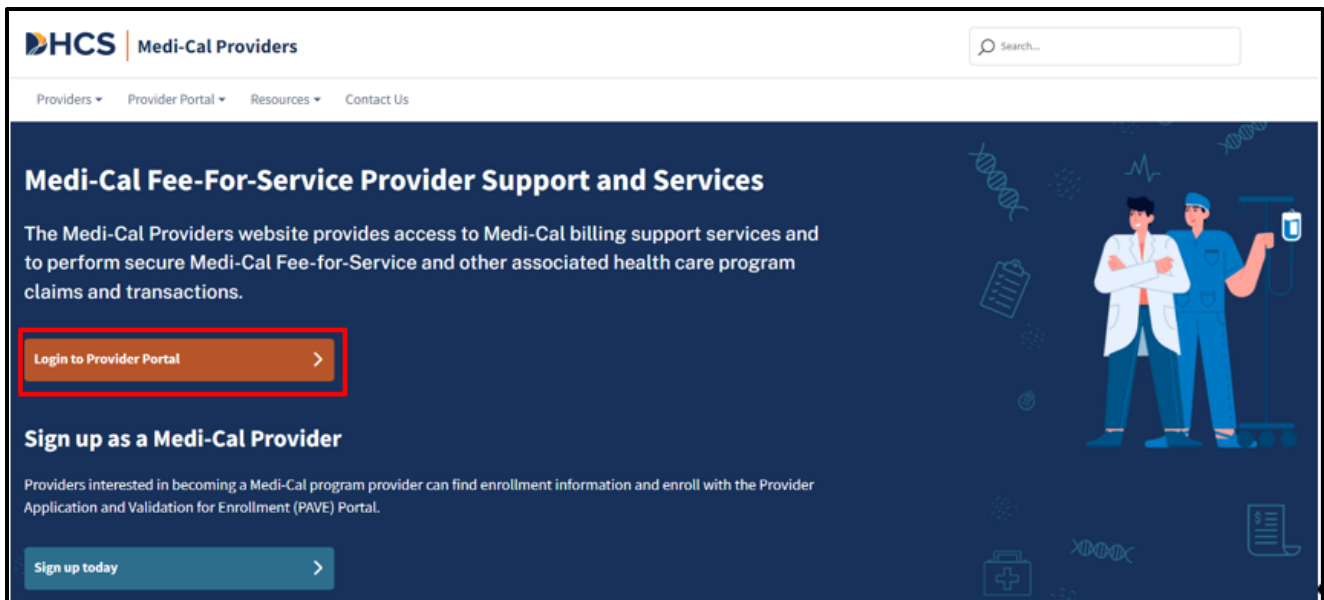 DHCS Medi-Cal Providers
Search...
Providers Provider Portal Resources Contact Us
Medi-Cal Fee-For-Service Provider Support and Services
The Medi-Cal Providers website provides access to Medi-Cal billing support services and
to perform secure Medi-Cal Fee-for-Service and other associated health care program
claims and transactions.
Login to Provider Portal
Sign up as a Medi-Cal Provider
Providers interested in becoming a Medi-Cal program provider can find enrollment information and enroll with the Provider
Application and Validation for Enrollment (PAVE) Portal.
Sign up today